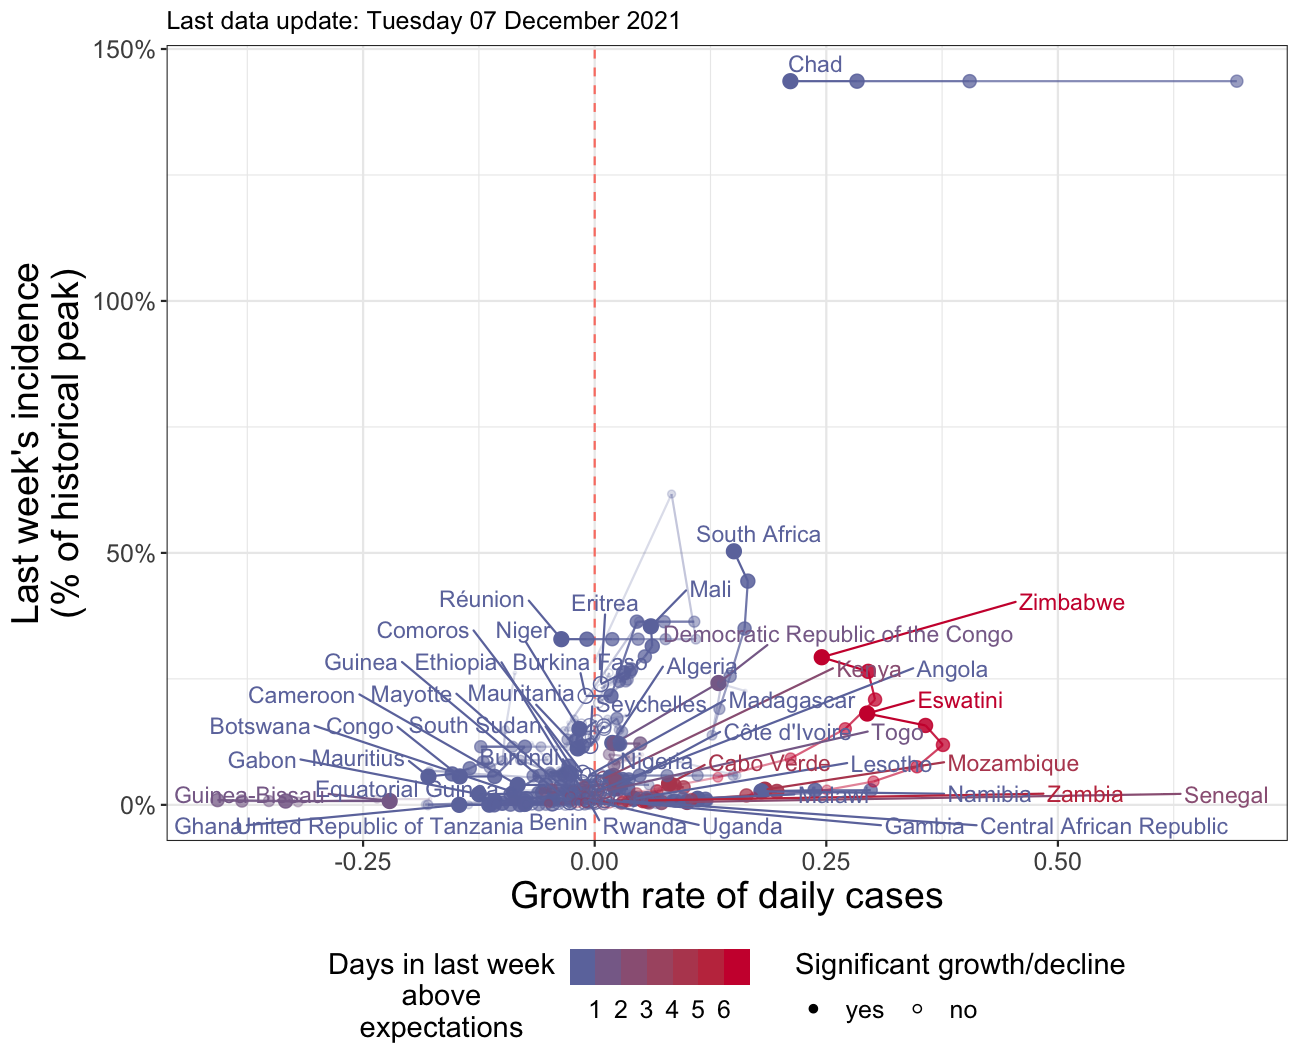 Last data update: Tuesday 07 December 2021
150%
100%
50%
0%
Last week's incidence
(% of historical peak)
Chad
South Africa
Mali
Réunion
Eritrea
Zimbabwe
Comoros
Niger
Democratic Republic of the Congo
Guinea
Ethiopia
Burkina Faso
Algeria
Kenya
Angola
Cameroon
Mayotte
Mauritania
Seychelles
Madagascar
Eswatini
Botswana
Congo
South Sudan
Côte d'Ivoire
Togo
Gabon
Mauritius
Burundi
Nigeria
Cabo Verde
Lesotho
Mozambique
Guinea-Bissau
Equatorial Guinea
Malawi
Namibia
Zambia
Senegal
Ghana
United Republic of Tanzania
Benin
Rwanda
Uganda
Gambia
Central African Republic
-0.25
0.00
0.25
0.50
Growth rate of daily cases
Days in last week
above
expectations
1 2 3 4 5 6
Significant growth/decline
yes
no